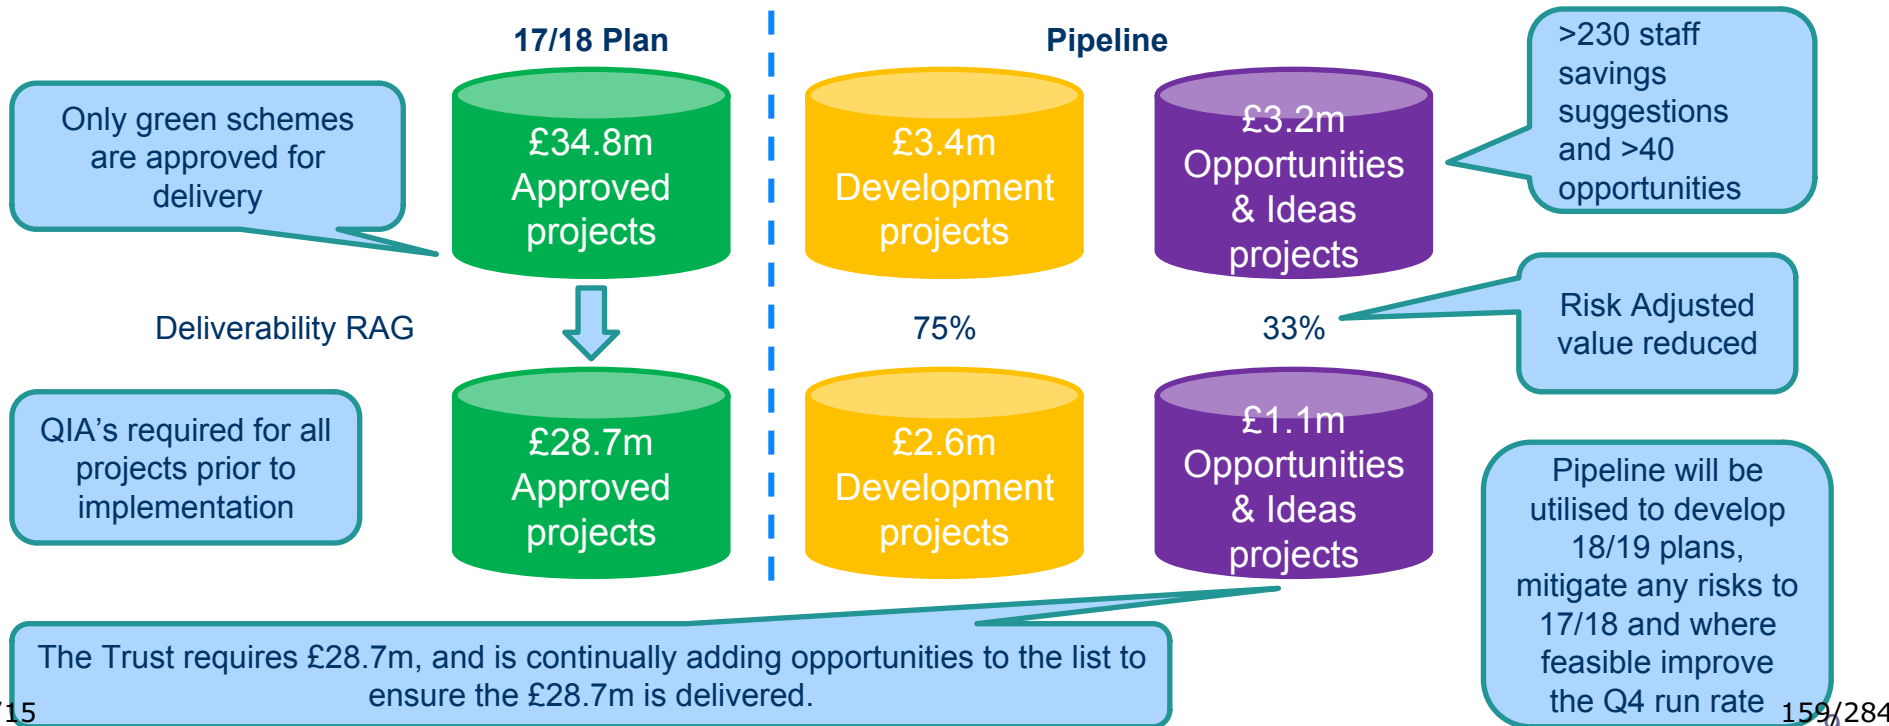 17/18 Plan
Pipeline
Only green schemes
are approved for
delivery
£34.8m
Approved
projects
£3.4m
Development
projects
£3.2m
Opportunities
& Ideas
projects
>230 staff
savings
suggestions
and >40
opportunities
Deliverability RAG
75%
33%
Risk Adjusted
value reduced
QIA’s required for all
projects prior to
implementation
£28.7m
Approved
projects
£2.6m
Development
projects
£1.1m
Opportunities
& Ideas
projects
Pipeline will be
utilised to develop
18/19 plans,
mitigate any risks to
17/18 and where
feasible improve
the Q4 run rate
The Trust requires £28.7m, and is continually adding opportunities to the list to
ensure the £28.7m is delivered.
/15
159/284